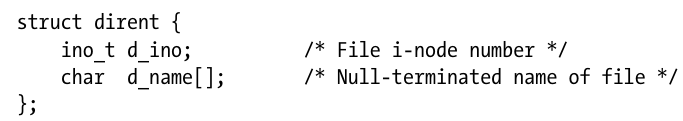 struct dirent {
    ino_t d_ino;          /* File i-node number */
    char  d_name[];       /* Null-terminated name of file */
};